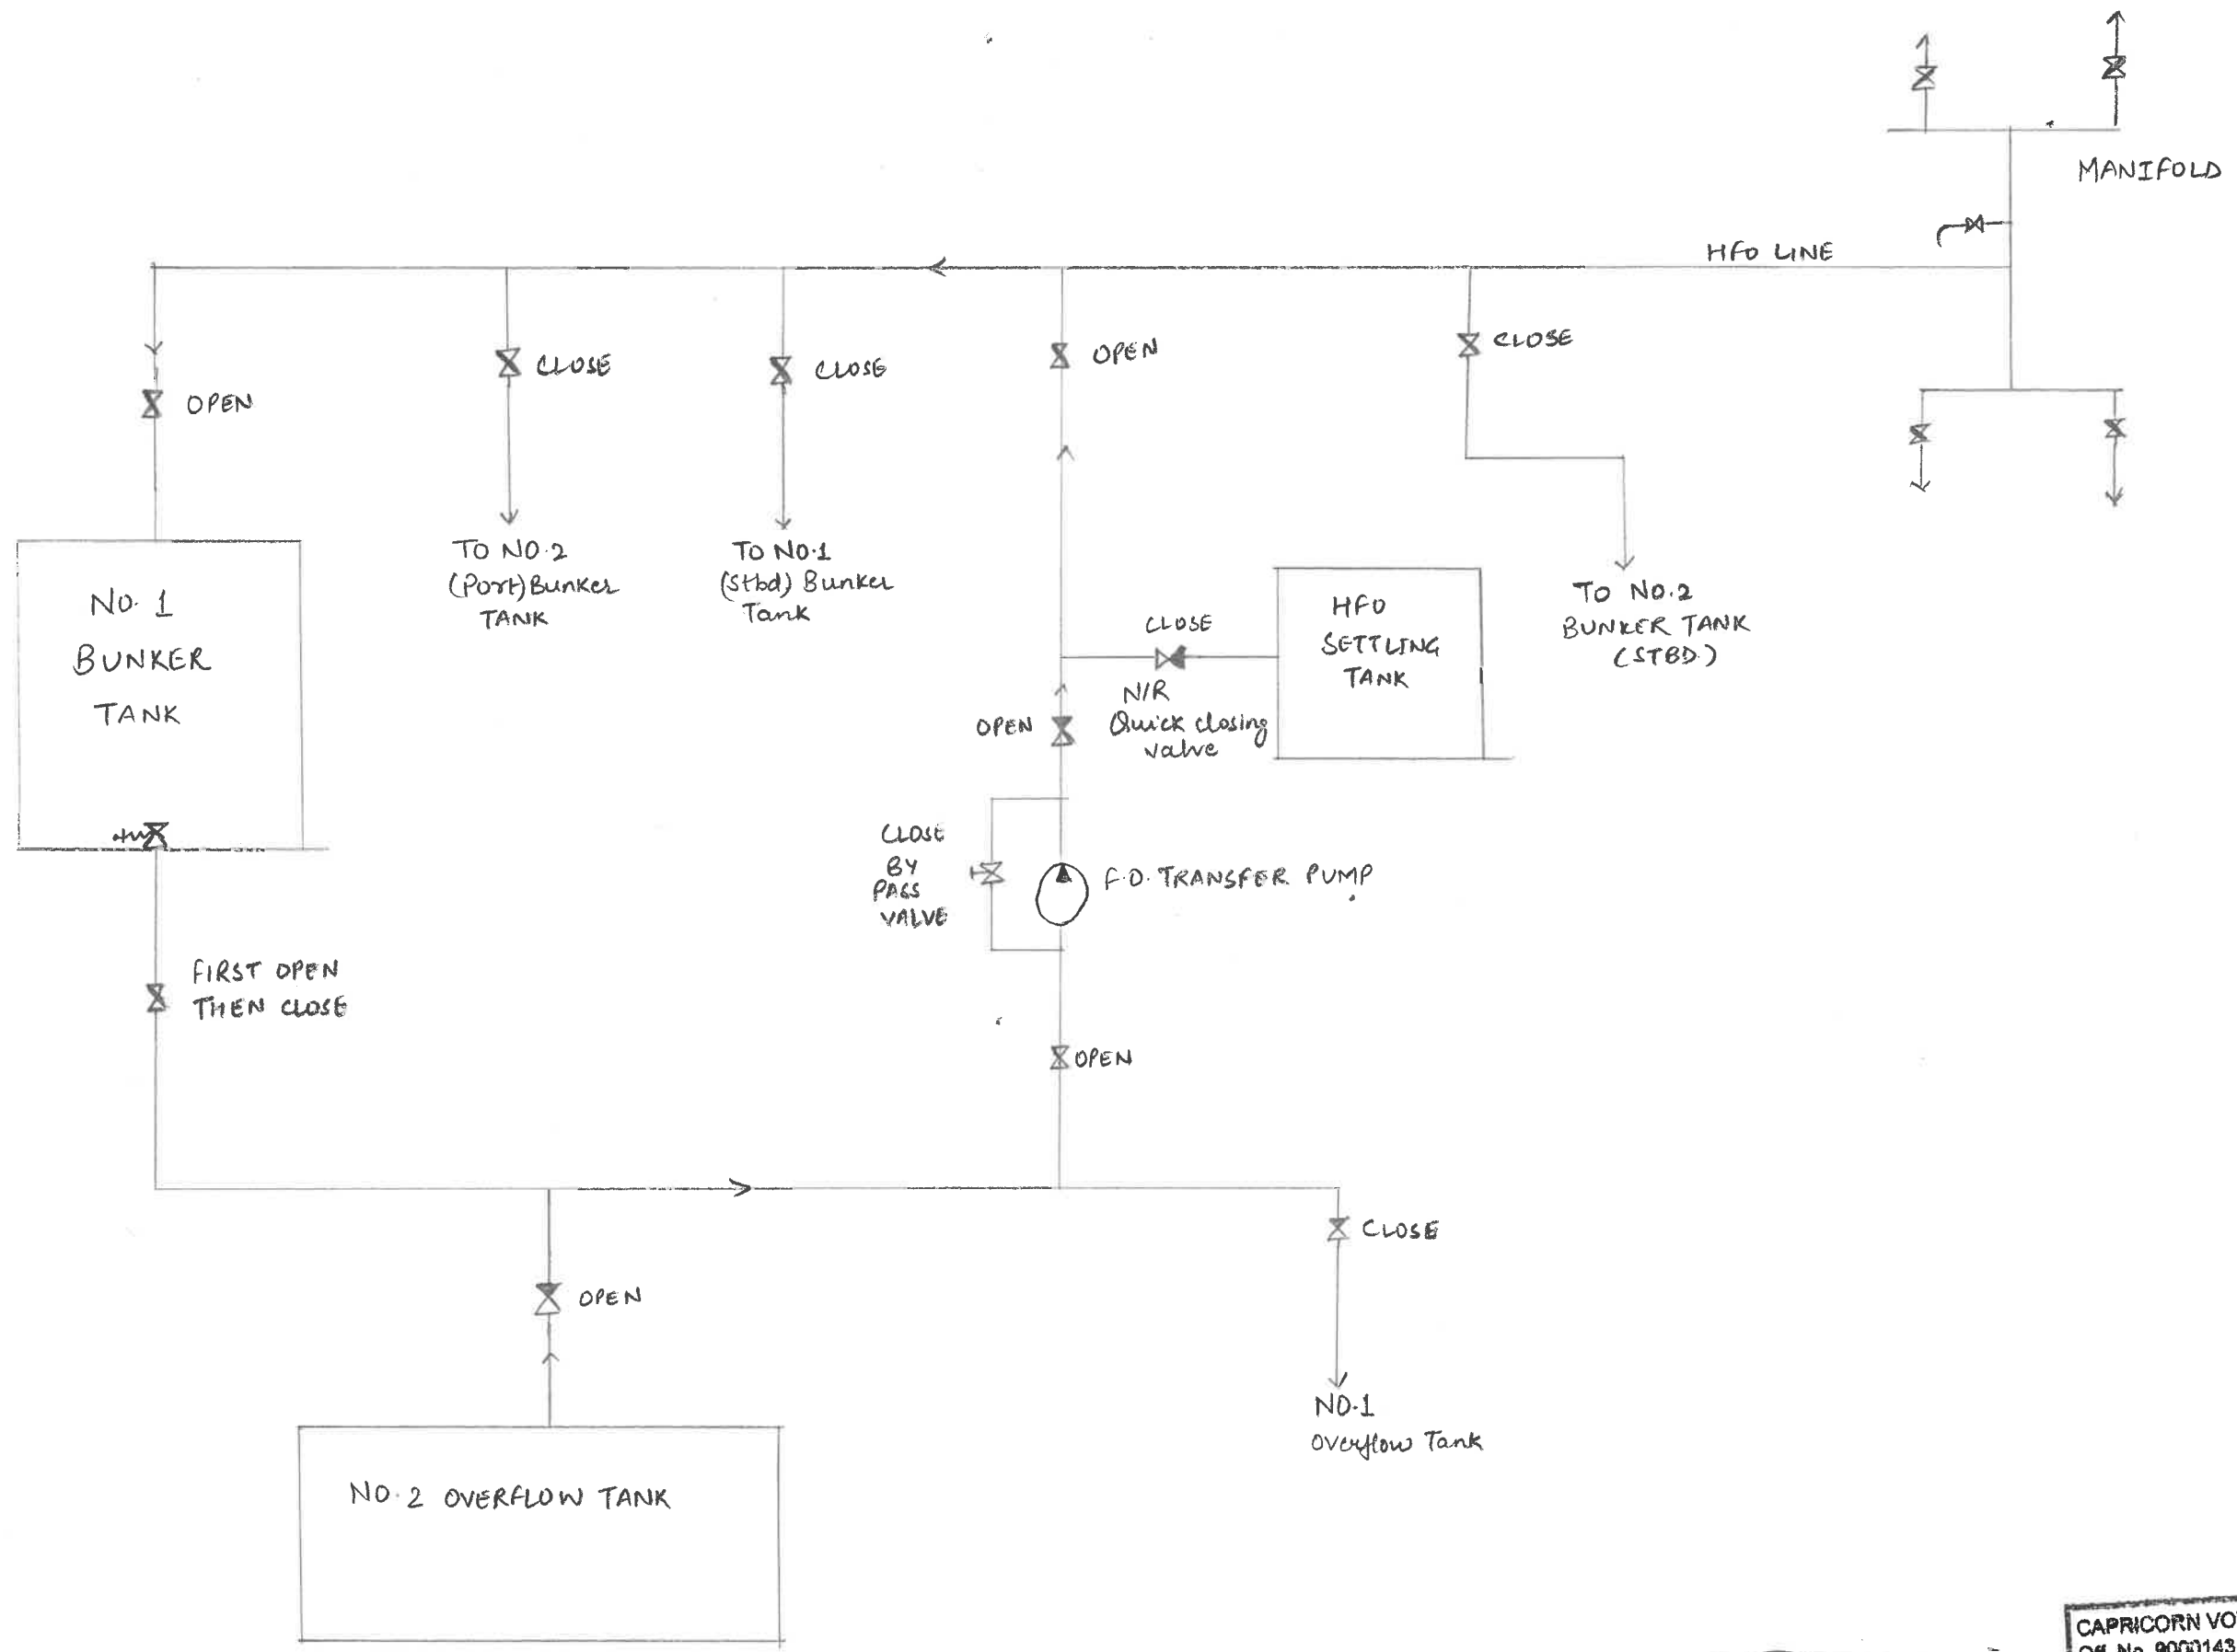 MANIFOLD
HFO LINE
OPEN
CLOSE
CLOSE
OPEN
CLOSE
TO NO.2
(Port) Bunker
TANK
TO NO.1
(Stbd) Bunker
Tank
No. 1
BUNKER
TANK
CLOSE
N/R
Quick closing
valve
HFO
SETTLING
TANK
TO NO.2
BUNKER TANK
(STBD.)
OPEN
CLOSE
BY
PASS
VALVE
F.O. TRANSFER PUMP
FIRST OPEN
THEN CLOSE
OPEN
CLOSE
OPEN
NO.1
Overflow Tank
NO.2 OVERFLOW TANK
CAPRICORN